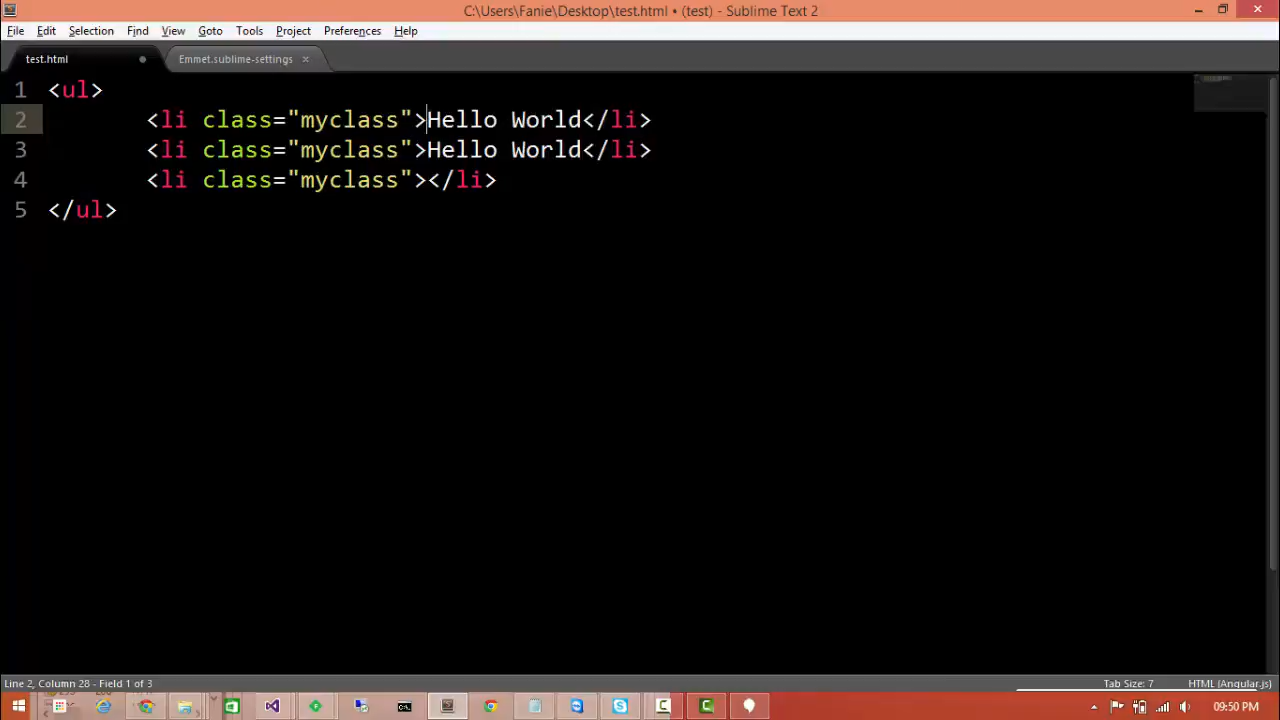 C:\Users\Fanie\Desktop\test.html • (test) - Sublime Text 2
File Edit Selection Find View Goto Tools Project Preferences Help
test.html Emmet.sublime-settings
1 <ul>
2 <li class="myclass">Hello World</li>
3 <li class="myclass">Hello World</li>
4 <li class="myclass"></li>
5 </ul>
Line 2, Column 28 - Field 1 of 3 Tab Size: 7 HTML (Angular.js)
09:50 PM